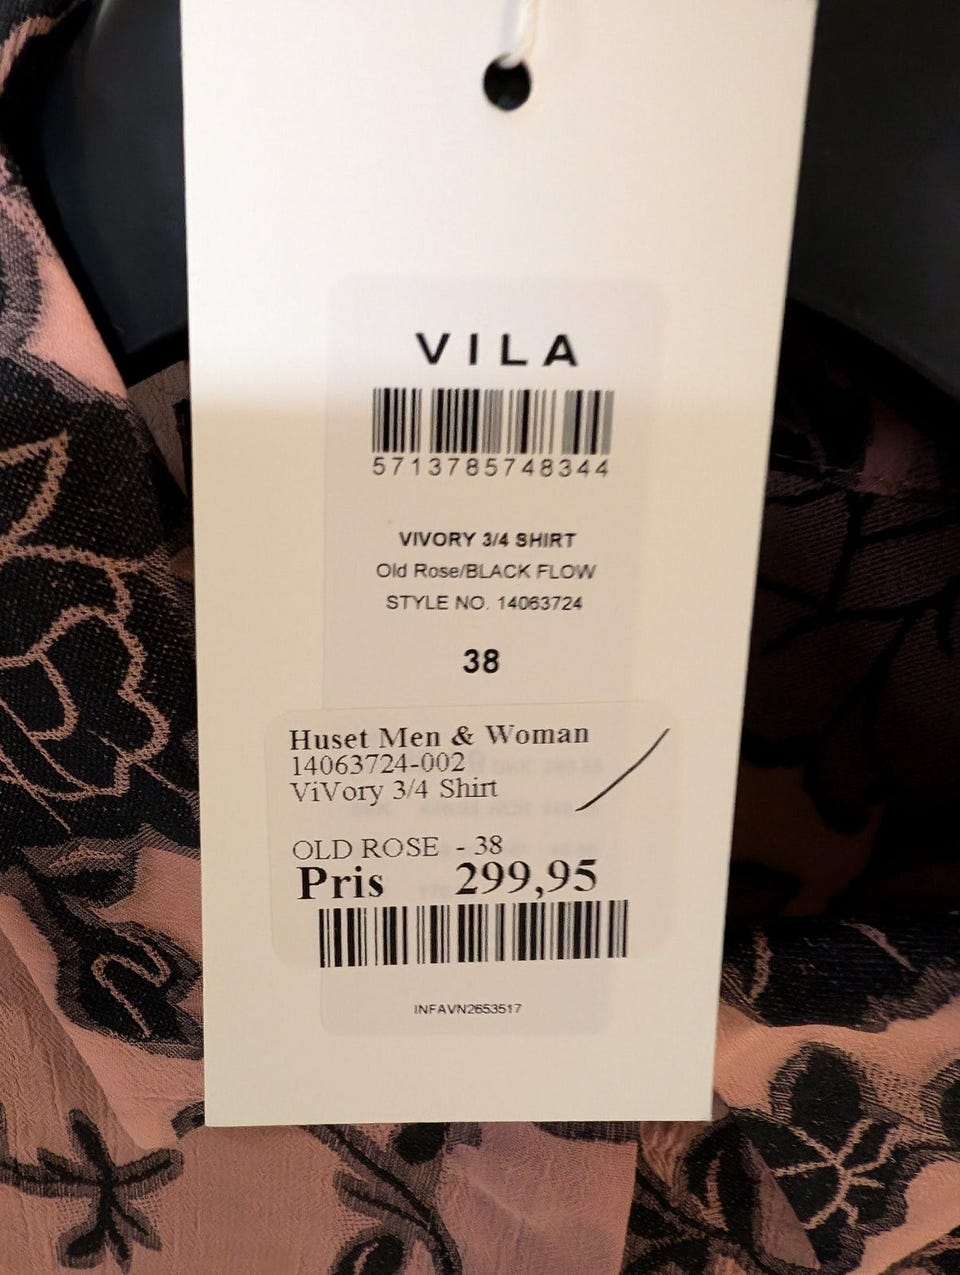 VILA
5713785748344
VIVORY 3/4 SHIRT
Old Rose/BLACK FLOW
STYLE NO. 14063724
38
Huset Men & Woman
14063724-002
ViVory 3/4 Shirt
OLD ROSE - 38
Pris 299,95
INFAVN2653517